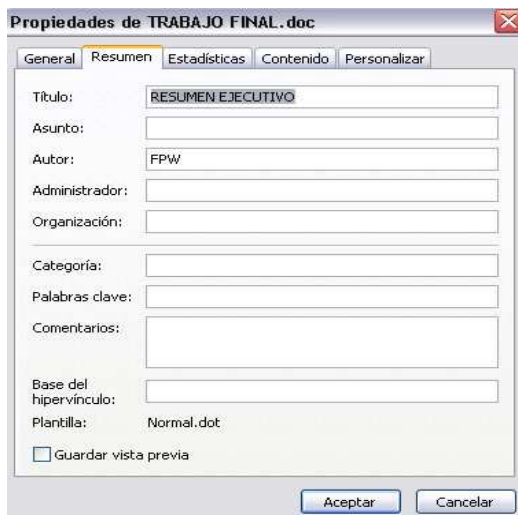 Propiedades de TRABAJO FINAL.doc
General Resumen Estadísticas Contenido Personalizar
Título: RESUMEN EJECUTIVO
Asunto:
Autor: FPW
Administrador:
Organización:
Categoría:
Palabras clave:
Comentarios:
Base del
hipervínculo:
Plantilla: Normal.dot
Guardar vista previa
Aceptar Cancelar